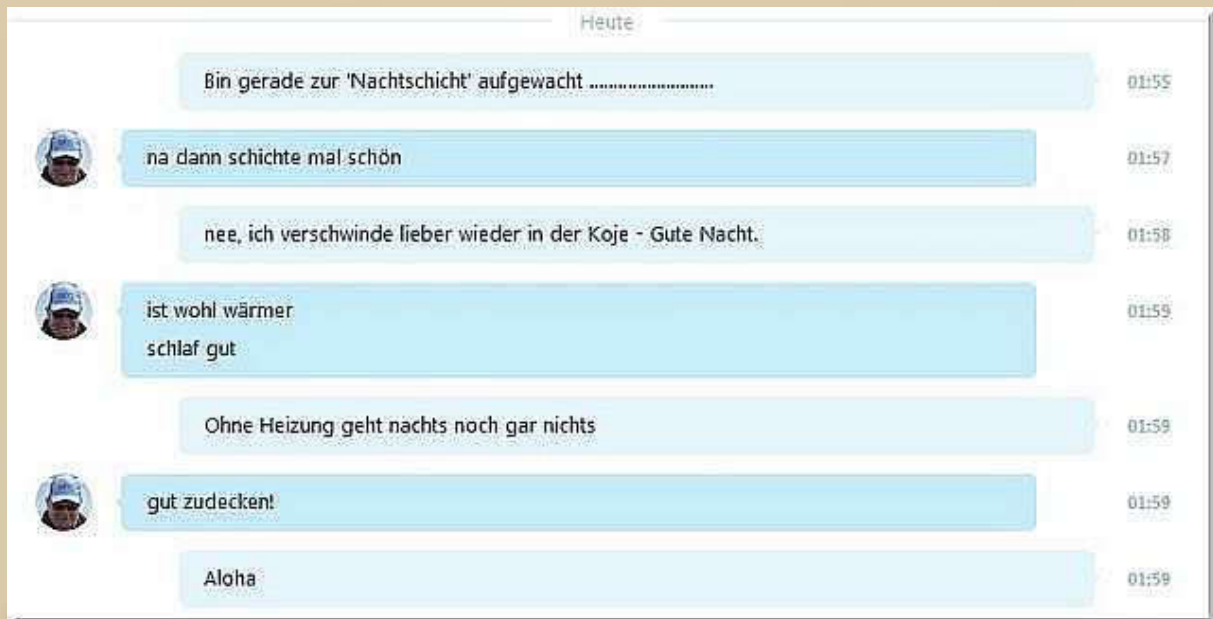 Heute
Bin gerade zur 'Nachtschicht' aufgewacht ..........................
01:55
na dann schichte mal schön
01:57
nee, ich verschwinde lieber wieder in der Koje - Gute Nacht.
01:58
ist wohl wärmer
01:59
schlaf gut
Ohne Heizung geht nachts noch gar nichts
01:59
gut zudecken!
01:59
Aloha
01:59